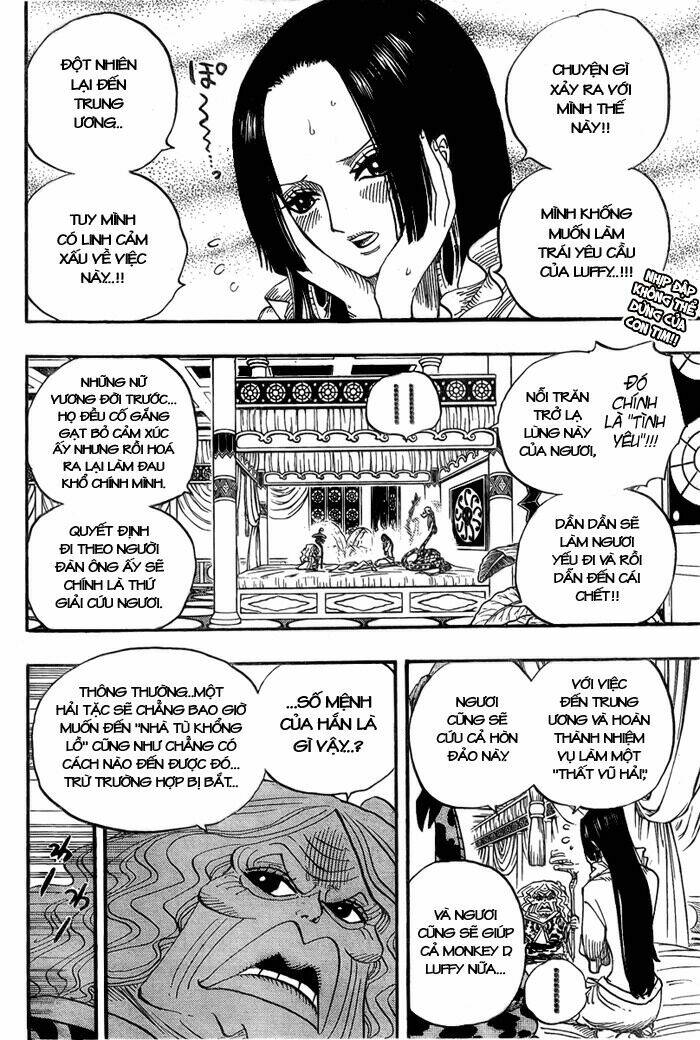 CHUYỆN GÌ
XẢY RA VỚI
MÌNH THẾ
NÀY!!
MÌNH KHÔNG
MUỐN LÀM
TRÁI YÊU CẦU
CỦA LUFFY...!!!
NHỊP ĐẬP
KHÔNG THỂ
DỪNG CỦA
CON TIM!!
ぽ～～～
ĐỘT NHIÊN
LẠI ĐẾN
TRUNG
ƯƠNG..
TUY MÌNH
CÓ LINH CẢM
XẤU VỀ VIỆC
NÀY..!!
ĐÓ
CHÍNH
LÀ "TÌNH
YÊU"!!!
NỖI TRĂN
TRỞ LẠ
LÙNG NÀY
CỦA NGƯƠI,
DẦN DẦN SẼ
LÀM NGƯƠI
YẾU ĐI VÀ RỒI
DẪN ĐẾN CÁI
CHẾT!!
NHỮNG NỮ
VƯƠNG ĐỜI TRƯỚC...
HỌ ĐỀU CỐ GẮNG
GẠT BỎ CẢM XÚC
ẤY NHƯNG RỒI HOÁ
RA LẠI LÀM ĐAU
KHỔ CHÍNH MÌNH.
QUYẾT ĐỊNH
ĐI THEO NGƯỜI
ĐÀN ÔNG ẤY SẼ
CHÍNH LÀ THỨ
GIẢI CỨU NGƯƠI.
VỚI VIỆC
ĐẾN TRUNG
ƯƠNG VÀ HOÀN
THÀNH NHIỆM
VỤ LÀM MỘT
"THẤT VŨ HẢI",
NGƯƠI
CŨNG SẼ
CỨU CẢ HÒN
ĐẢO NÀY.
VÀ NGƯƠI
CŨNG SẼ GIÚP
CẢ MONKEY D.
LUFFY NỮA...
...SỐ MỆNH
CỦA HẮN LÀ
GÌ VẬY...?
THÔNG THƯỜNG...MỘT
HẢI TẶC SẼ CHẲNG BAO GIỜ
MUỐN ĐẾN "NHÀ TÙ KHỔNG
LỒ" CŨNG NHƯ CHẲNG CÓ
CÁCH NÀO ĐẾN ĐƯỢC ĐÓ...
TRỪ TRƯỜNG HỢP BỊ BẮT...